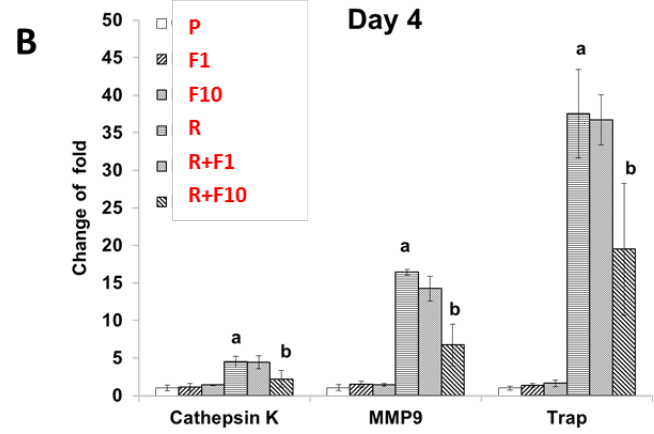 B
Day 4
Change of fold
50
45
40
35
30
25
20
15
10
5
0
P
F1
F10
R
R+F1
R+F10
a
b
a
b
a
b
Cathepsin K
MMP9
Trap